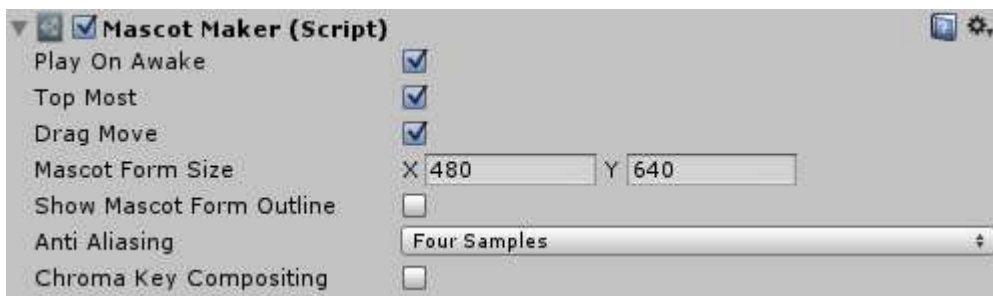 Mascot Maker (Script)
Play On Awake
Top Most
Drag Move
Mascot Form Size X 480 Y 640
Show Mascot Form Outline
Anti Aliasing Four Samples
Chroma Key Compositing